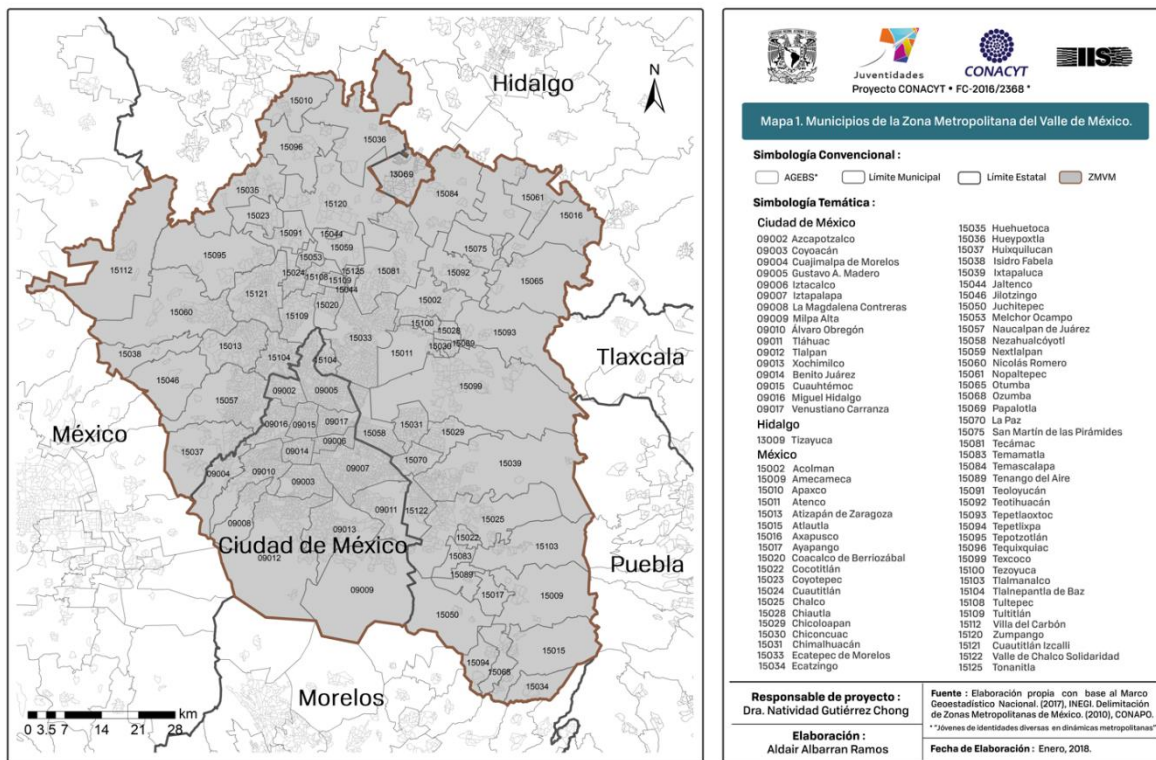 Hidalgo
N
15010
15036
15096
13069
15084
15061
15035
15016
15120
15023
15091
15044
15059
15075
15095
15053
15112
15024
15108
15125
15081
15092
15065
15109
15044
15121
15002
15020
15060
15109
15100
15028
15093
15033
15013
15030
15089
15011
15038
15104
15104
Tlaxcala
15046
15099
09002
09005
15057
09016
09015
09017
15031
15058
15029
México
09006
09014
15037
15070
15039
09004
09010
09007
09003
09011
15122
09008
09013
15025
15022
Ciudad de México
15103
09012
15083
Puebla
15089
09009
15017
15009
15050
15015
15094
15068
15034
Morelos
km
0 3.5 7 14 21 28
Juventidades
CONACYT
IIS
Proyecto CONACYT • FC-2016/2368 *
Mapa 1. Municipios de la Zona Metropolitana del Valle de México.
Simbología Convencional :
AGEBS* Límite Municipal Límite Estatal ZMVM
Simbología Temática :
Ciudad de México
09002 Azcapotzalco
09003 Coyoacán
09004 Cuajimalpa de Morelos
09005 Gustavo A. Madero
09006 Iztacalco
09007 Iztapalapa
09008 La Magdalena Contreras
09009 Milpa Alta
09010 Álvaro Obregón
09011 Tláhuac
09012 Tlalpan
09013 Xochimilco
09014 Benito Juárez
09015 Cuauhtémoc
09016 Miguel Hidalgo
09017 Venustiano Carranza
Hidalgo
13009 Tizayuca
México
15002 Acolman
15009 Amecameca
15010 Apaxco
15011 Atenco
15013 Atizapán de Zaragoza
15015 Atlautla
15016 Axapusco
15017 Ayapango
15020 Coacalco de Berriozábal
15022 Cocotitlán
15023 Coyotepec
15024 Cuautitlán
15025 Chalco
15028 Chiautla
15029 Chicoloapan
15030 Chiconcuac
15031 Chimalhuacán
15033 Ecatepec de Morelos
15034 Ecatzingo
15035 Huehuetoca
15036 Hueypoxtla
15037 Huixquilucan
15038 Isidro Fabela
15039 Ixtapaluca
15044 Jaltenco
15046 Jilotzingo
15050 Juchitepec
15053 Melchor Ocampo
15057 Naucalpan de Juárez
15058 Nezahualcóyotl
15059 Nextlalpan
15060 Nicolás Romero
15061 Nopaltepec
15065 Otumba
15068 Ozumba
15069 Papalotla
15070 La Paz
15075 San Martín de las Pirámides
15081 Tecámac
15083 Temamatla
15084 Temascalapa
15089 Tenango del Aire
15091 Teoloyucán
15092 Teotihuacán
15093 Tepetlaoxtoc
15094 Tepetlixpa
15095 Tepotzotlán
15096 Tequixquiac
15099 Texcoco
15100 Tezoyuca
15103 Tlalmanalco
15104 Tlalnepantla de Baz
15108 Tultepec
15109 Tultitlán
15112 Villa del Carbón
15120 Zumpango
15121 Cuautitlán Izcalli
15122 Valle de Chalco Solidaridad
15125 Tonanitla
Responsable de proyecto :
Dra. Natividad Gutiérrez Chong
Elaboración :
Aldair Albarran Ramos
Fuente : Elaboración propia con base al Marco
Geoestadístico Nacional. (2017), INEGI. Delimitación
de Zonas Metropolitanas de México. (2010), CONAPO.
* "Jóvenes de identidades diversas en dinámicas metropolitanas"
Fecha de Elaboración : Enero, 2018.